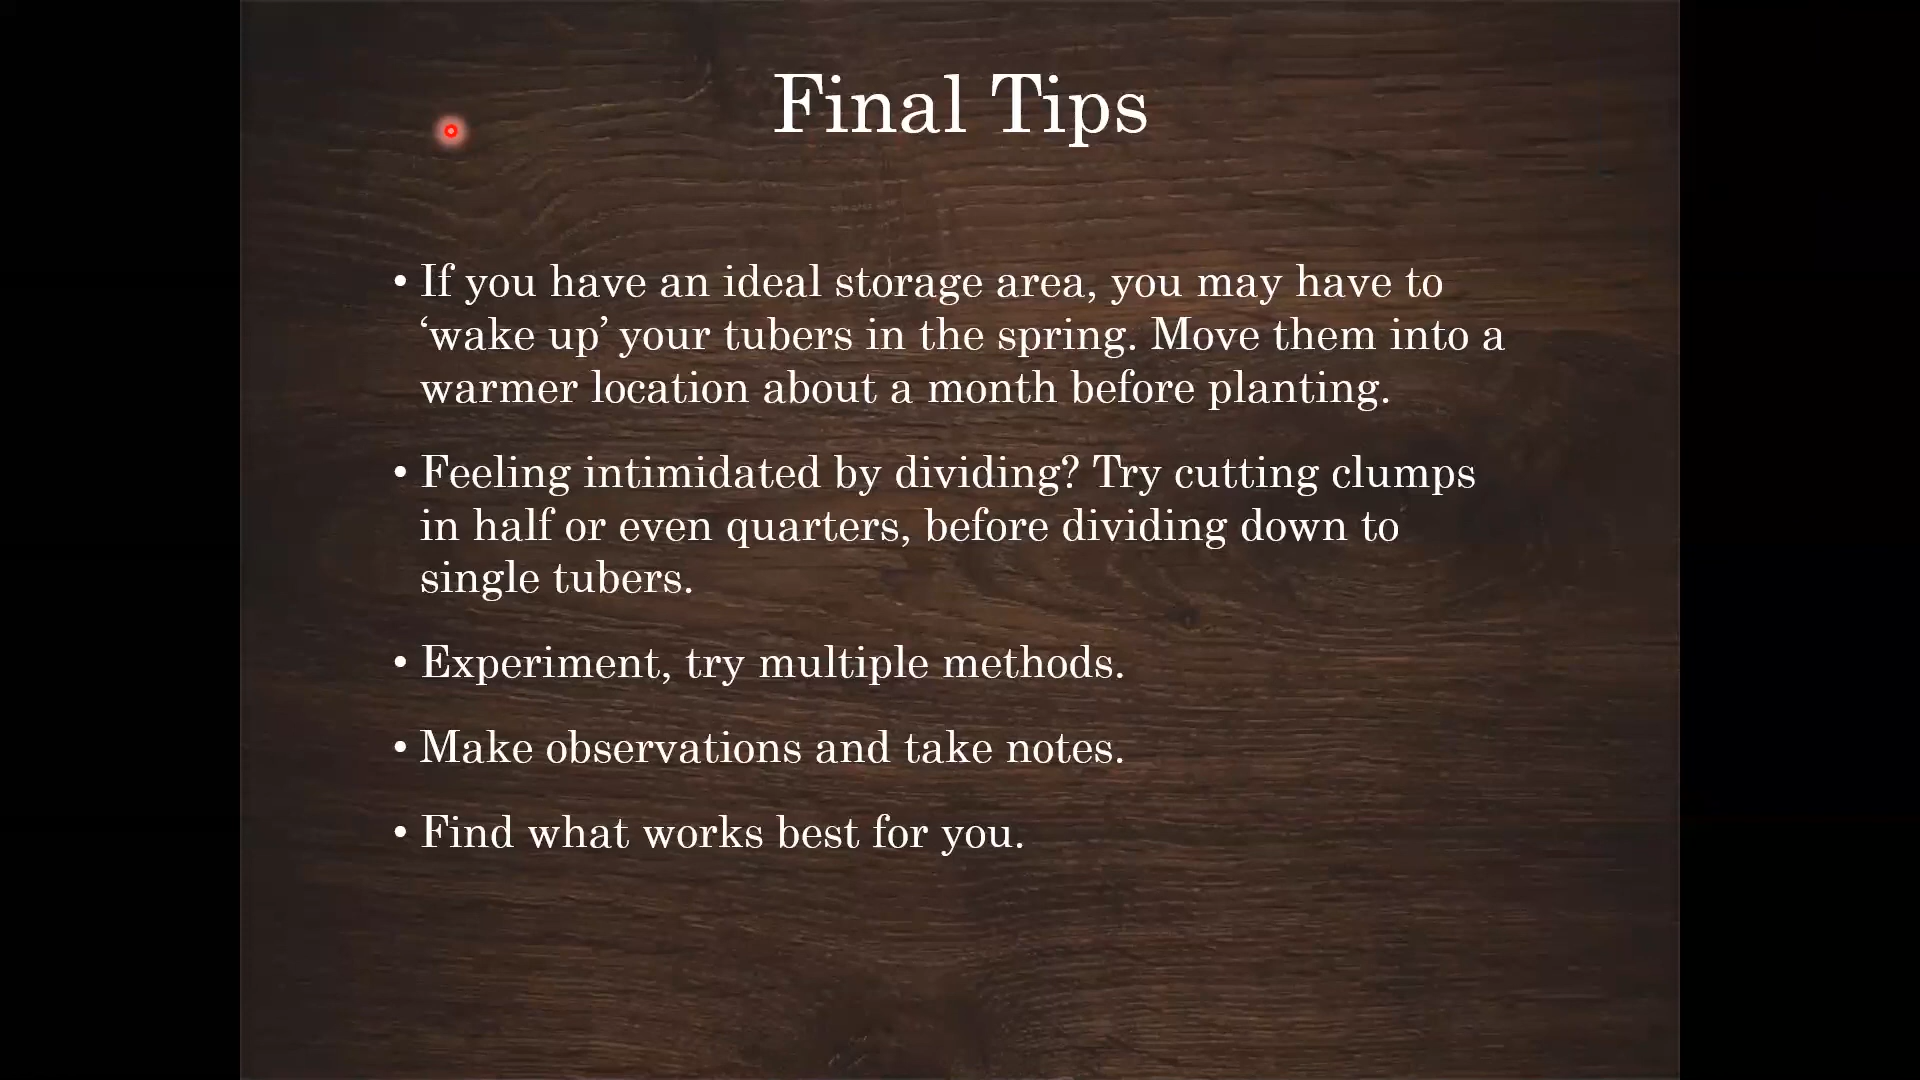 Final Tips
• If you have an ideal storage area, you may have to
‘wake up’ your tubers in the spring. Move them into a
warmer location about a month before planting.
• Feeling intimidated by dividing? Try cutting clumps
in half or even quarters, before dividing down to
single tubers.
• Experiment, try multiple methods.
• Make observations and take notes.
• Find what works best for you.